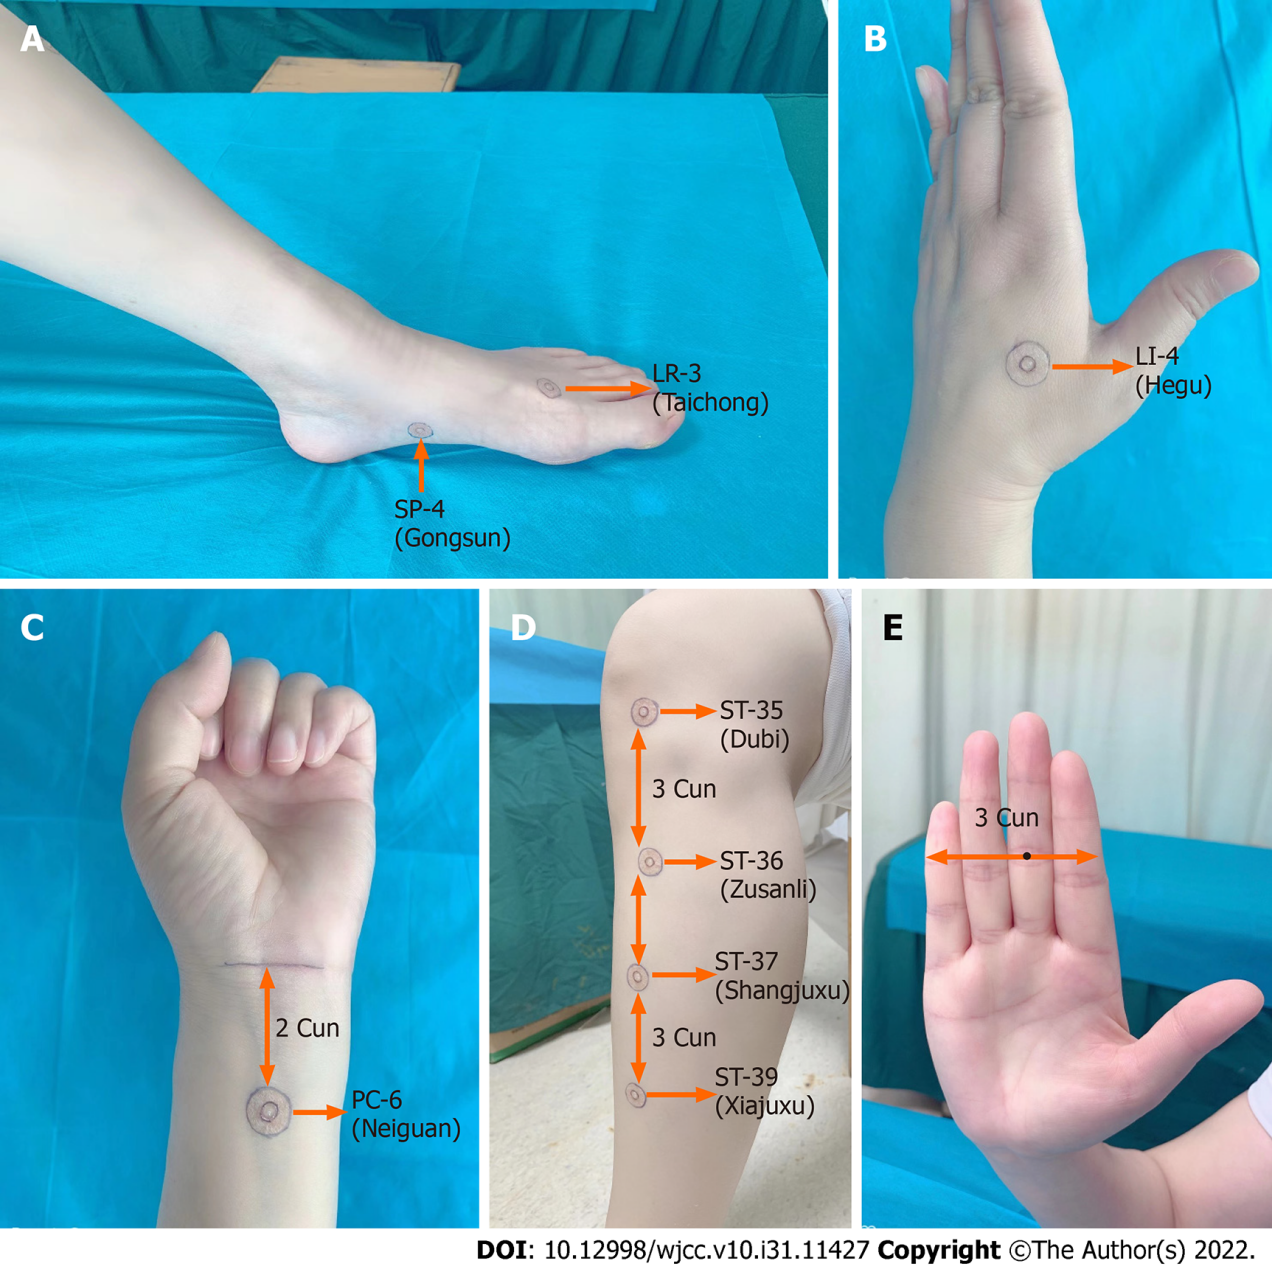 A
LR-3
(Taichong)
SP-4
(Gongsun)
B
LI-4
(Hegu)
C
2 Cun
PC-6
(Neiguan)
D
ST-35
(Dubi)
3 Cun
ST-36
(Zusanli)
ST-37
(Shangjuxu)
3 Cun
ST-39
(Xiajuxu)
E
3 Cun
DOI: 10.12998/wjcc.v10.i31.11427 Copyright ©The Author(s) 2022.